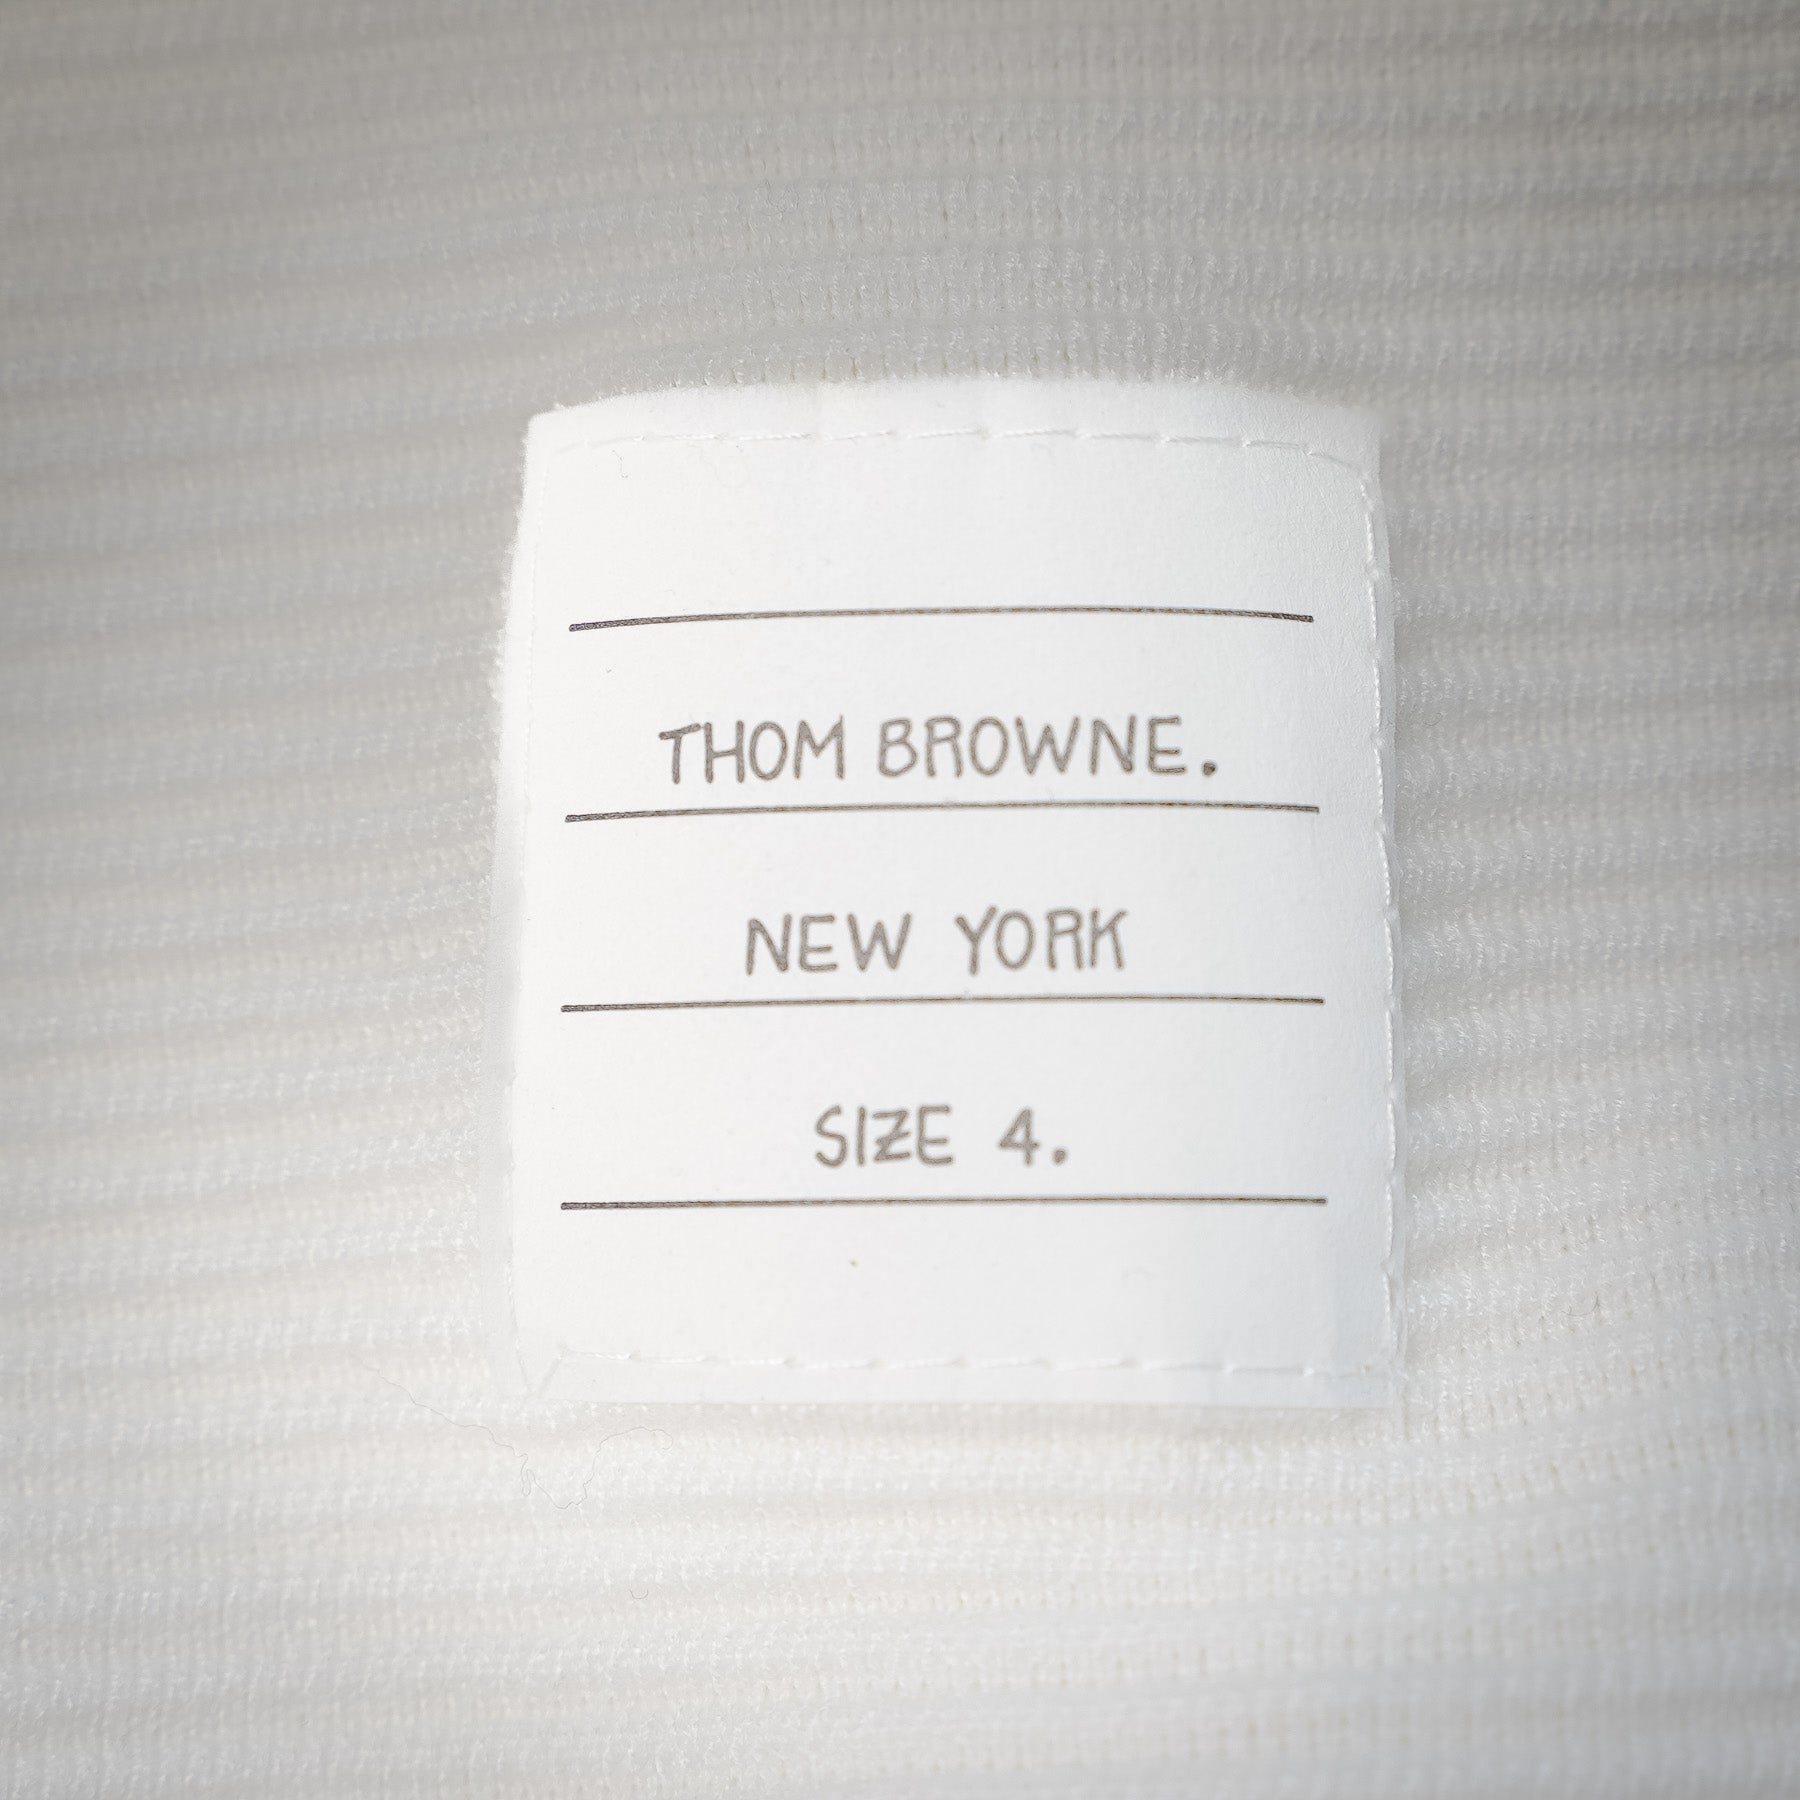 THOM BROWNE.
NEW YORK
SIZE 4.